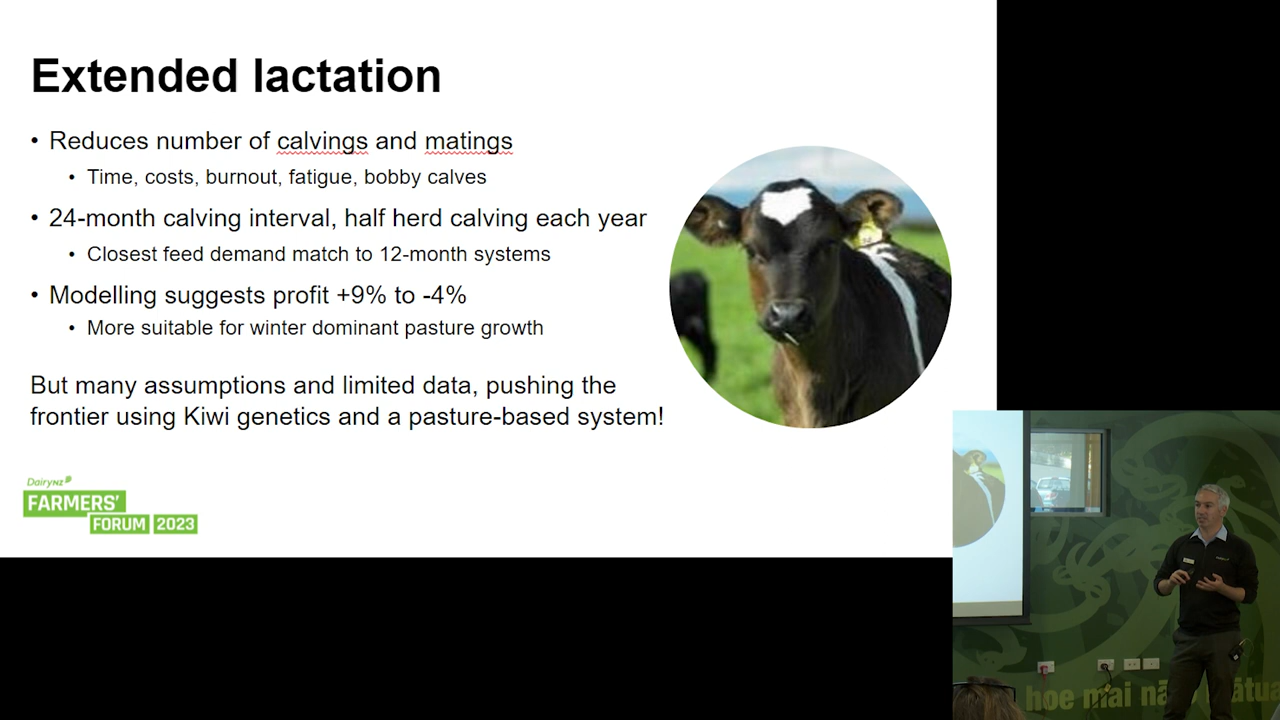 Extended lactation
• Reduces number of calvings and matings
• Time, costs, burnout, fatigue, bobby calves
• 24-month calving interval, half herd calving each year
• Closest feed demand match to 12-month systems
• Modelling suggests profit +9% to -4%
• More suitable for winter dominant pasture growth
But many assumptions and limited data, pushing the
frontier using Kiwi genetics and a pasture-based system!
DairyNZ
FARMERS'
FORUM 2023
hoe mai nā